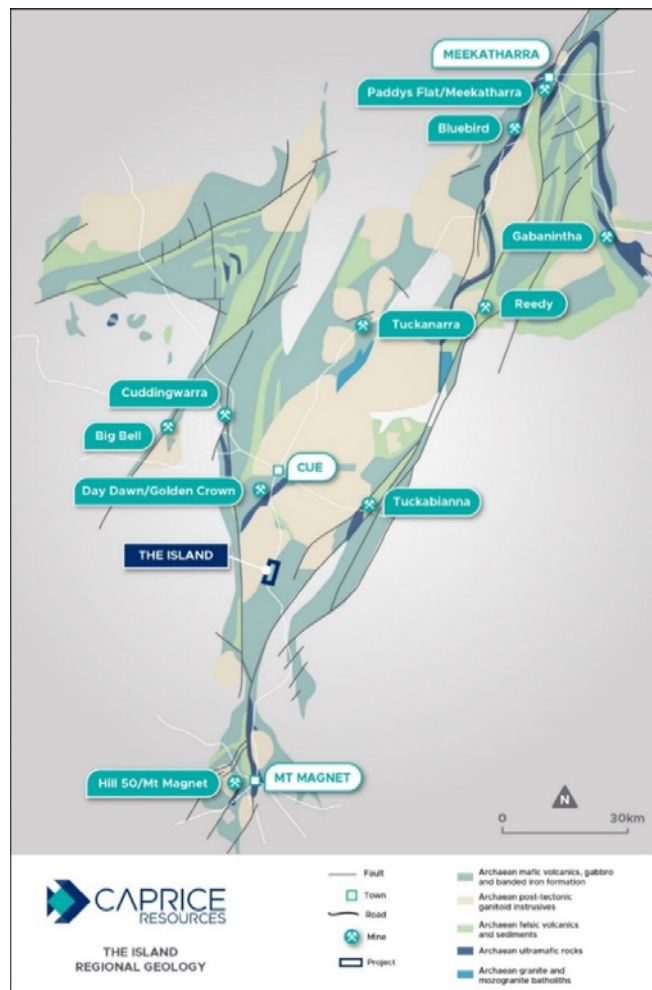 MEEKATHARRA
Paddys Flat/Meekatharra
Bluebird
Gabanintha
Reedy
Tuckanarra
Cuddingwarra
Big Bell
CUE
Day Dawn/Golden Crown
Tuckabianna
THE ISLAND
Hill 50/Mt Magnet
MT MAGNET
N
0 30km
CAPRICE
RESOURCES
THE ISLAND
REGIONAL GEOLOGY
Fault
Town
Road
Mine
Project
Archaean mafic volcanics, gabbro
and banded iron formation
Archaean post-tectonic
ganitoid instrusives
Archaean felsic volcanics
and sediments
Archaean ultramafic rocks
Archaean granite and
mozogranite batholiths